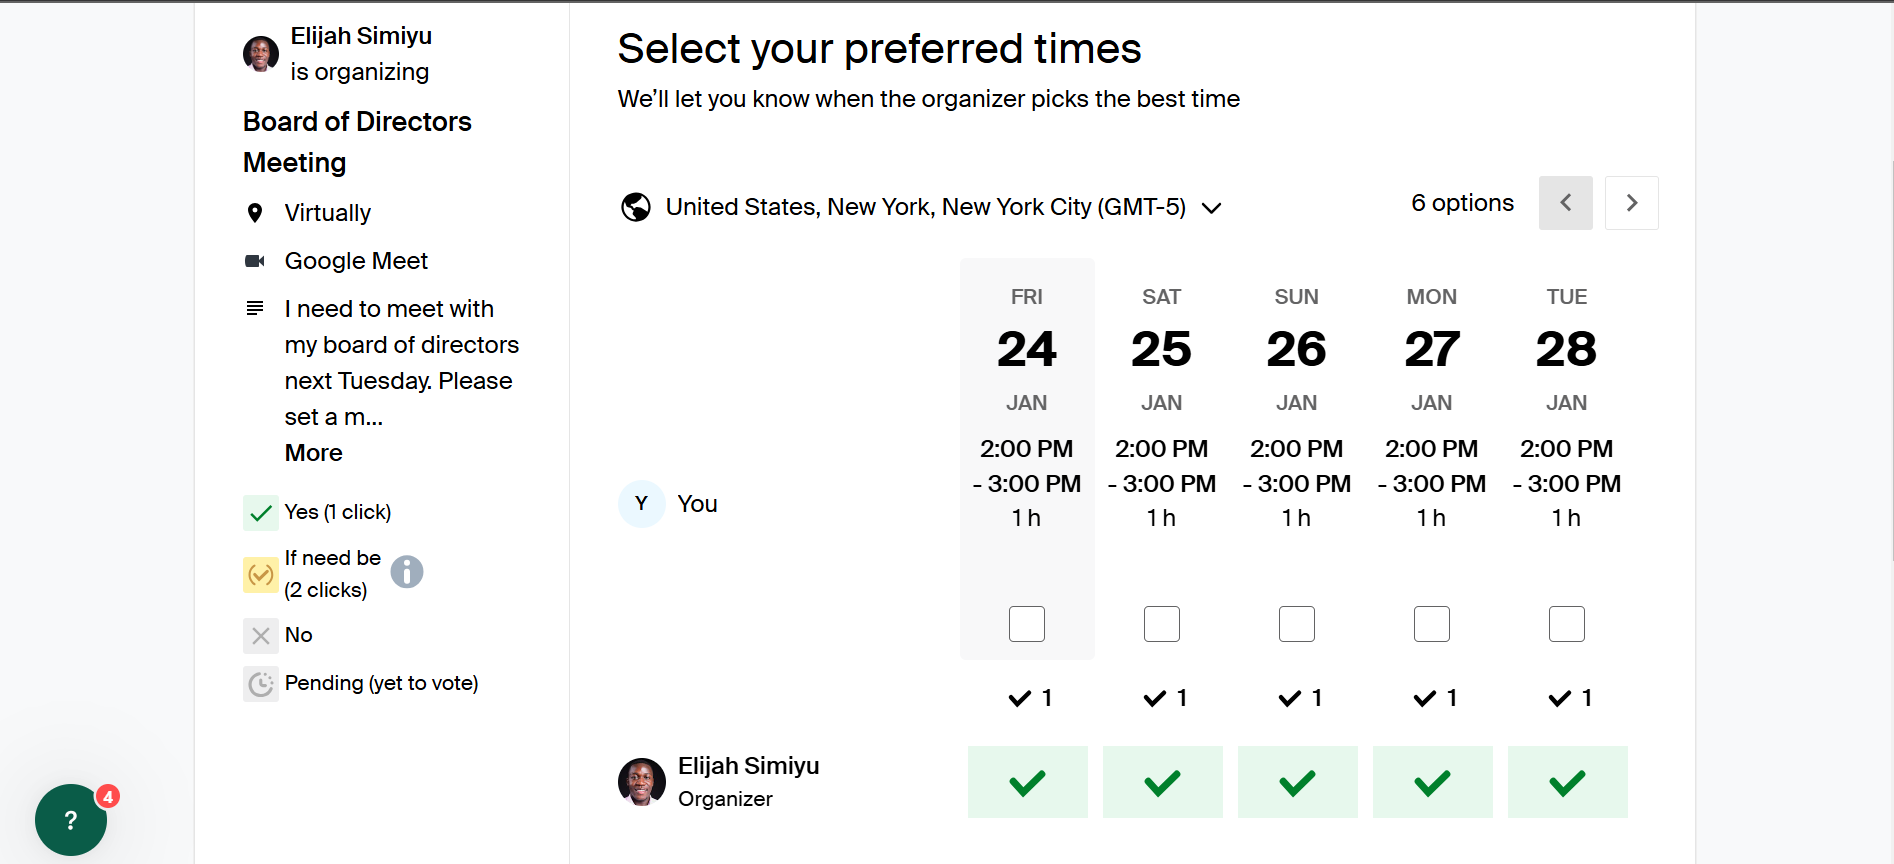 Elijah Simiyu
is organizing
Board of Directors
Meeting
Virtually
Google Meet
I need to meet with
my board of directors
next Tuesday. Please
set a m...
More
Yes (1 click)
If need be
(2 clicks)
No
Pending (yet to vote)
?
4
Select your preferred times
We'll let you know when the organizer picks the best time
United States, New York, New York City (GMT-5)
6 options
FRI SAT SUN MON TUE
24 25 26 27 28
JAN JAN JAN JAN JAN
2:00 PM 2:00 PM 2:00 PM 2:00 PM 2:00 PM
- 3:00 PM - 3:00 PM - 3:00 PM - 3:00 PM - 3:00 PM
1 h 1 h 1 h 1 h 1 h
Y You
1 1 1 1 1
Elijah Simiyu
Organizer